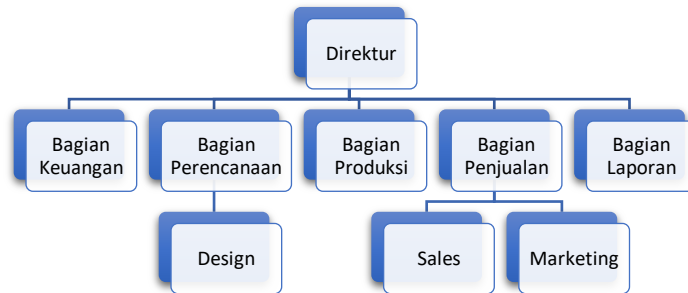 Direktur
Bagian
Keuangan
Bagian
Perencanaan
Bagian
Produksi
Bagian
Penjualan
Bagian
Laporan
Design
Sales
Marketing